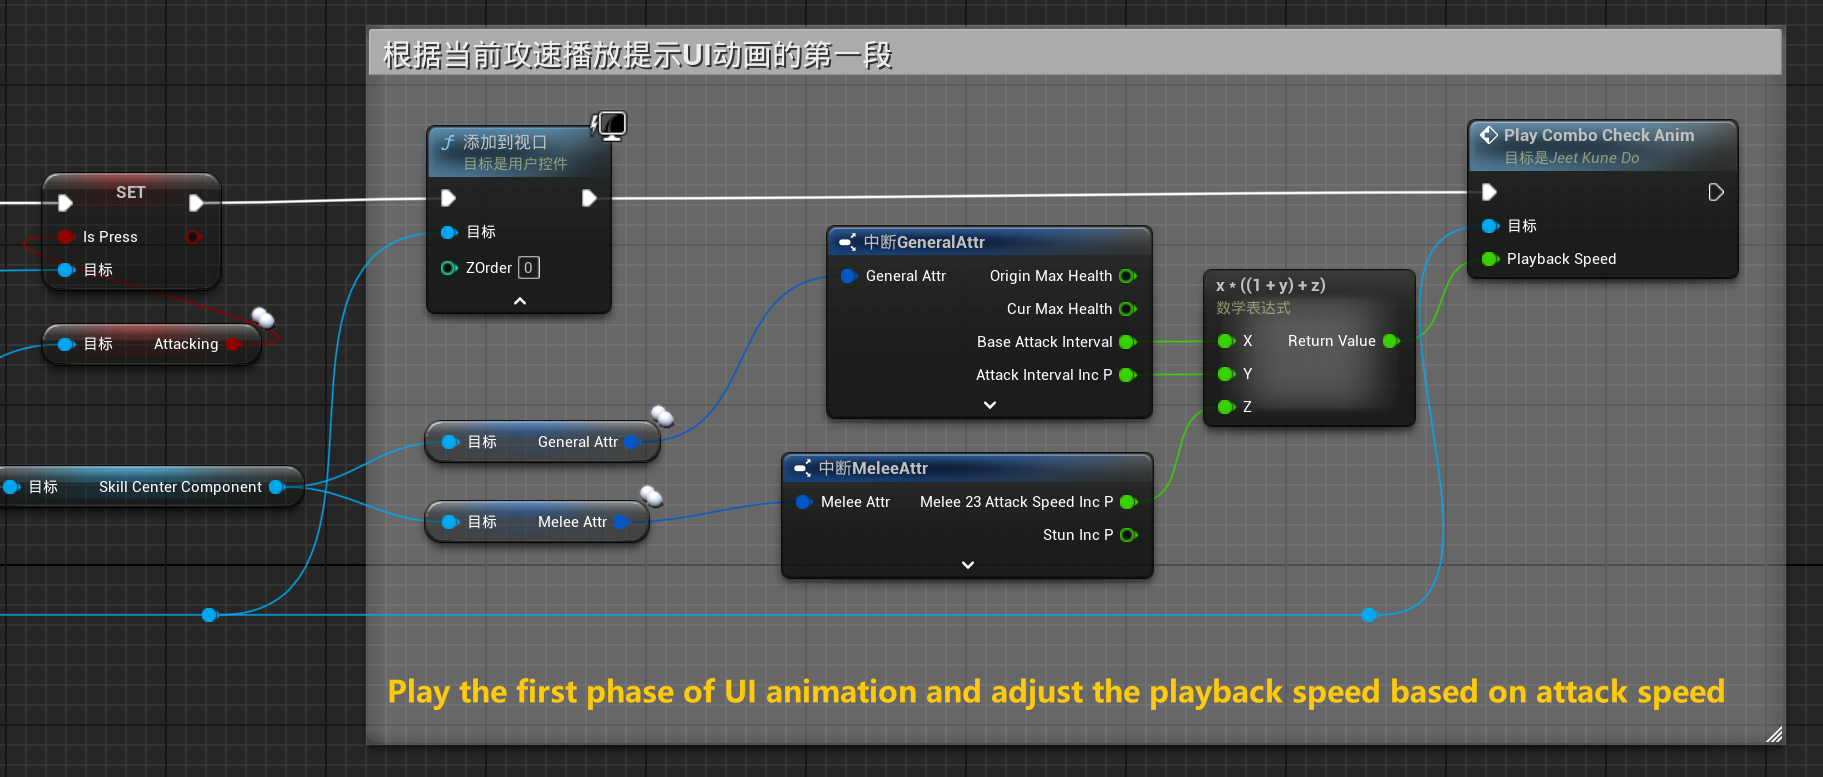 根据当前攻速播放提示UI动画的第一段
SET
Is Press
目标
目标 Attacking
目标 Skill Center Component
添加到视口
目标是用户控件
目标
ZOrder 0
目标 General Attr
目标 Melee Attr
中断GeneralAttr
General Attr Origin Max Health
Cur Max Health
Base Attack Interval
Attack Interval Inc P
中断MeleeAttr
Melee Attr Melee 23 Attack Speed Inc P
Stun Inc P
x * ((1 + y) + z)
数学表达式
X Return Value
Y
Z
Play Combo Check Anim
目标是Jeet Kune Do
目标
Playback Speed
Play the first phase of UI animation and adjust the playback speed based on attack speed